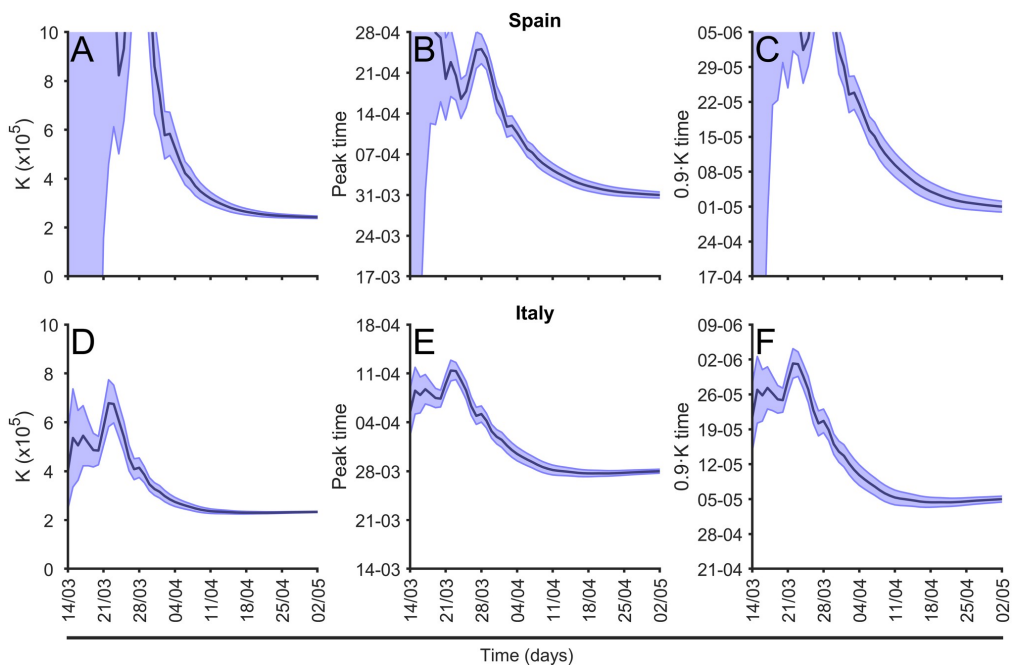 Spain
A
B
C
K (x10⁵)
10
8
6
4
2
0
Peak time
28-04
21-04
14-04
07-04
31-03
24-03
17-03
0.9·K time
05-06
29-05
22-05
15-05
08-05
01-05
24-04
17-04
Italy
D
E
F
K (x10⁵)
10
8
6
4
2
0
Peak time
18-04
11-04
04-04
28-03
21-03
14-03
0.9·K time
09-06
02-06
26-05
19-05
12-05
05-05
28-04
21-04
14/03 21/03 28/03 04/04 11/04 18/04 25/04 02/05
14/03 21/03 28/03 04/04 11/04 18/04 25/04 02/05
14/03 21/03 28/03 04/04 11/04 18/04 25/04 02/05
Time (days)